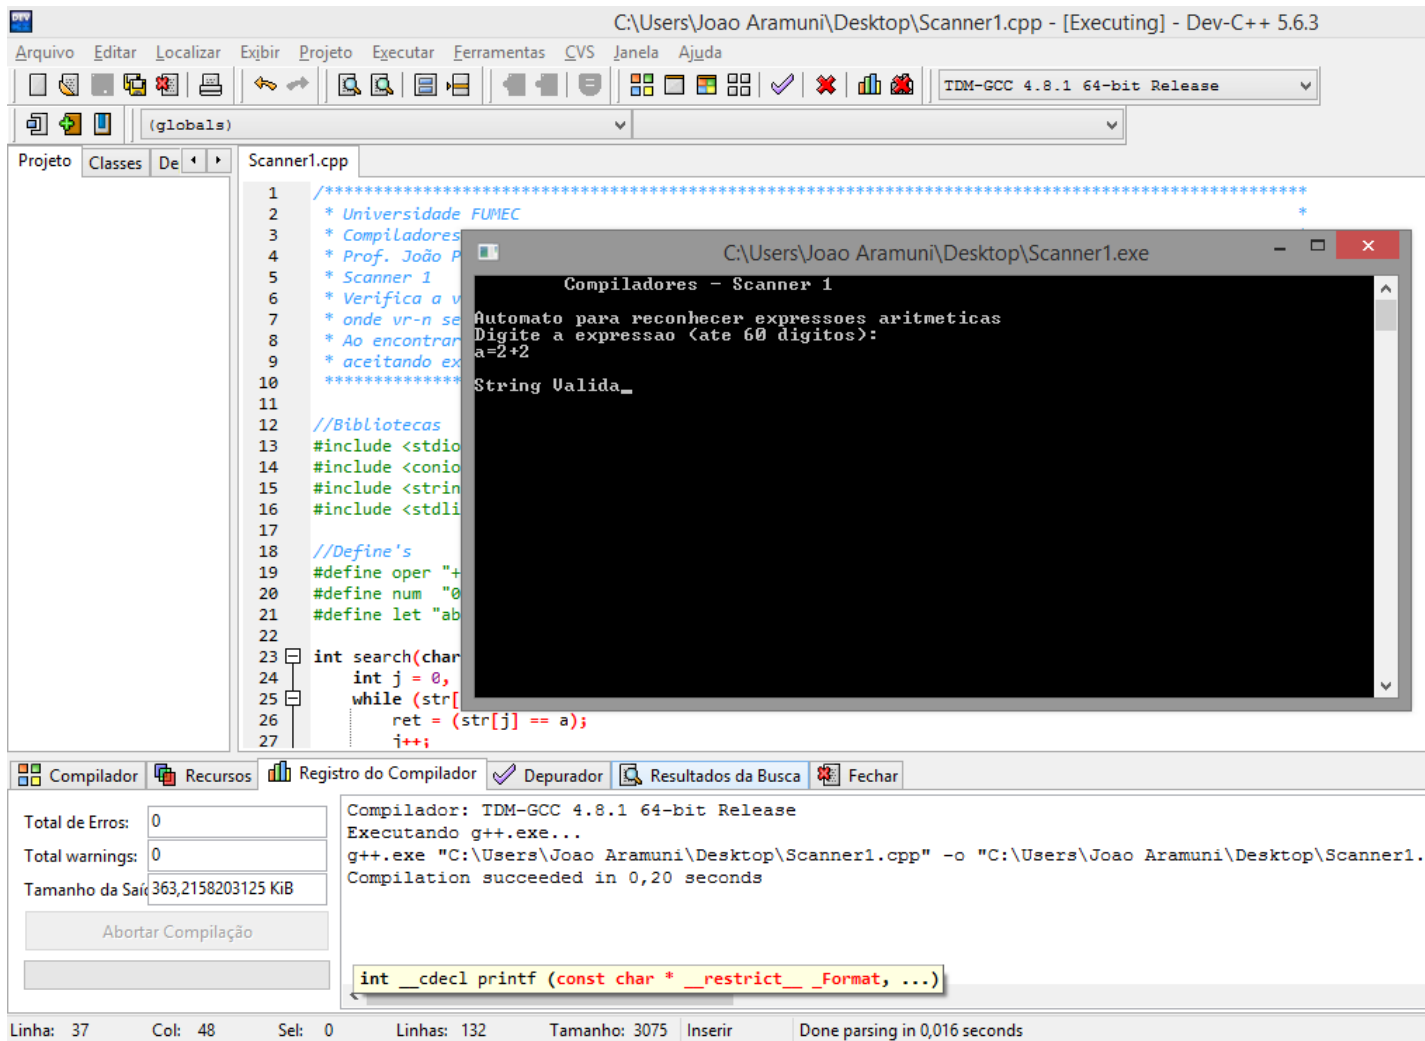 C:\Users\Joao Aramuni\Desktop\Scanner1.cpp - [Executing] - Dev-C++ 5.6.3
Arquivo Editar Localizar Exibir Projeto Executar Ferramentas CVS Janela Ajuda
TDM-GCC 4.8.1 64-bit Release
(globals)
Projeto Classes De Scanner1.cpp
1 /****************************************************************************************************
2 * Universidade FUMEC *
3 * Compiladores
4 * Prof. João P
5 * Scanner 1
6 * Verifica a v
7 * onde vr-n se
8 * Ao encontrar
9 * aceitando ex
10 **************
11
12 //Bibliotecas
13 #include <stdio
14 #include <conio
15 #include <strin
16 #include <stdli
17
18 //Define's
19 #define oper "+
20 #define num "0
21 #define let "ab
22
23 int search(char
24 int j = 0,
25 while (str[
26 ret = (str[j] == a);
27 j++;
C:\Users\Joao Aramuni\Desktop\Scanner1.exe
Compiladores - Scanner 1
Automato para reconhecer expressoes aritmeticas
Digite a expressao (ate 60 digitos):
a=2+2
String Valida_
Compilador Recursos Registro do Compilador Depurador Resultados da Busca Fechar
Total de Erros: 0
Total warnings: 0
Tamanho da Saí 363,2158203125 KiB
Abortar Compilação
Compilador: TDM-GCC 4.8.1 64-bit Release
Executando g++.exe...
g++.exe "C:\Users\Joao Aramuni\Desktop\Scanner1.cpp" -o "C:\Users\Joao Aramuni\Desktop\Scanner1.
Compilation succeeded in 0,20 seconds
int __cdecl printf (const char * __restrict__ _Format, ...)
Linha: 37 Col: 48 Sel: 0 Linhas: 132 Tamanho: 3075 Inserir Done parsing in 0,016 seconds